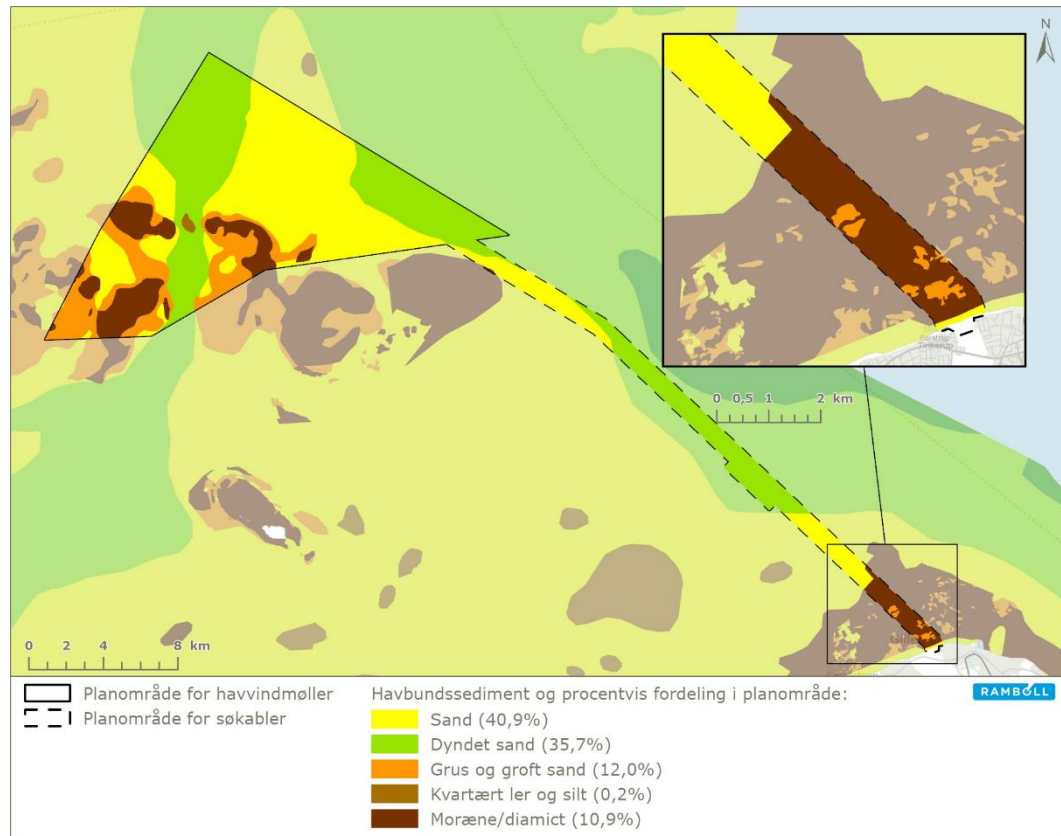 N
Tinkerup
0 0,5 1 2 km
0 2 4 8 km
Planområde for havvindmøller
Planområde for søkabler
Havbundssediment og procentvis fordeling i planområde:
Sand (40,9%)
Dyndet sand (35,7%)
Grus og groft sand (12,0%)
Kvartært ler og silt (0,2%)
Moræne/diamict (10,9%)
RAMBOLL